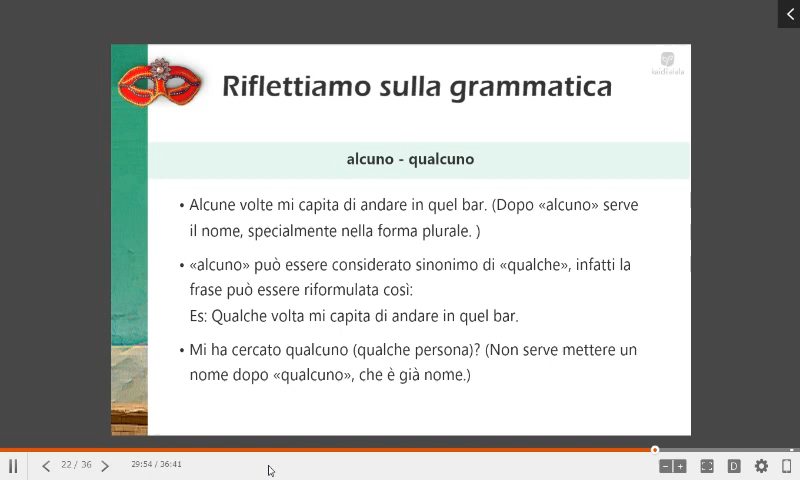 kaidifalala
Riflettiamo sulla grammatica
alcuno - qualcuno
• Alcune volte mi capita di andare in quel bar. (Dopo «alcuno» serve
il nome, specialmente nella forma plurale. )
• «alcuno» può essere considerato sinonimo di «qualche», infatti la
frase può essere riformulata così:
Es: Qualche volta mi capita di andare in quel bar.
• Mi ha cercato qualcuno (qualche persona)? (Non serve mettere un
nome dopo «qualcuno», che è già nome.)
22 / 36
29:54 / 36:41
D